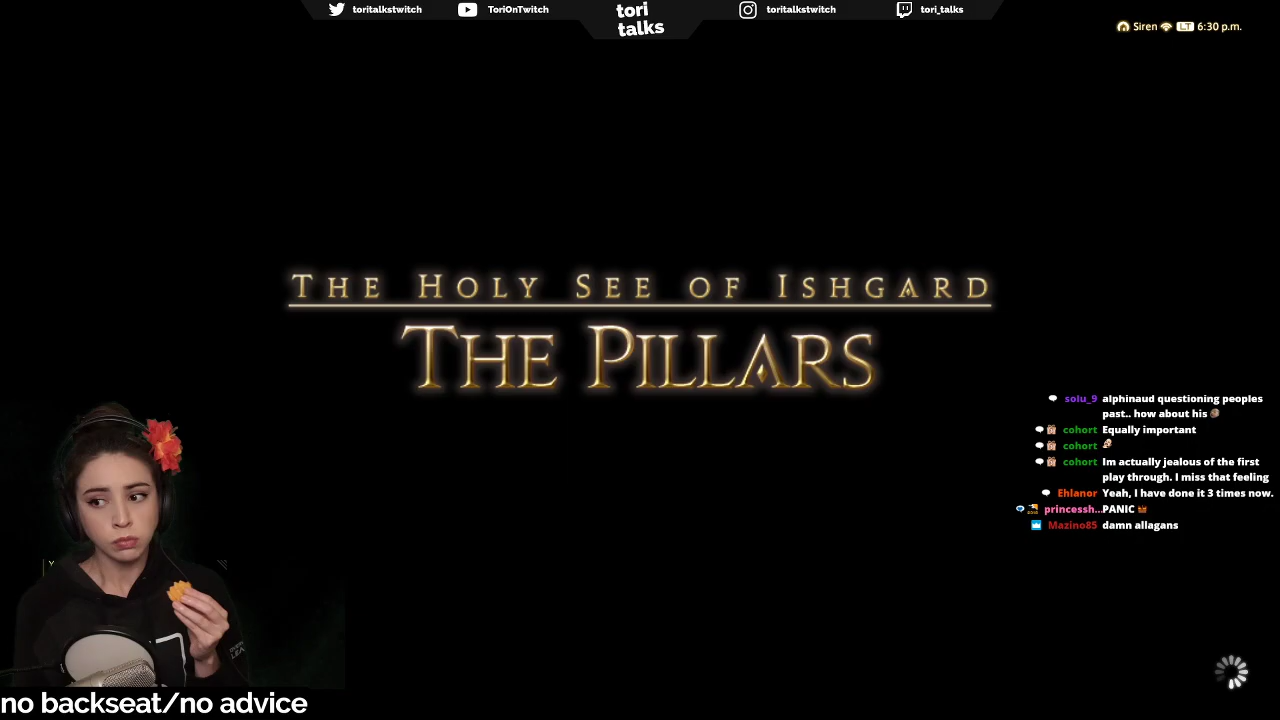 toritalkstwitch
ToriOnTwitch
tori
talks
toritalkstwitch
tori_talks
Siren LT 6:30 p.m.
THE HOLY SEE OF ISHGARD
THE PILLARS
solu_9 alphinaud questioning peoples
past.. how about his
cohort Equally important
cohort
cohort Im actually jealous of the first
play through. I miss that feeling
Ehlanor Yeah, I have done it 3 times now.
princessh... PANIC
Mazino85 damn allagans
no backseat/no advice